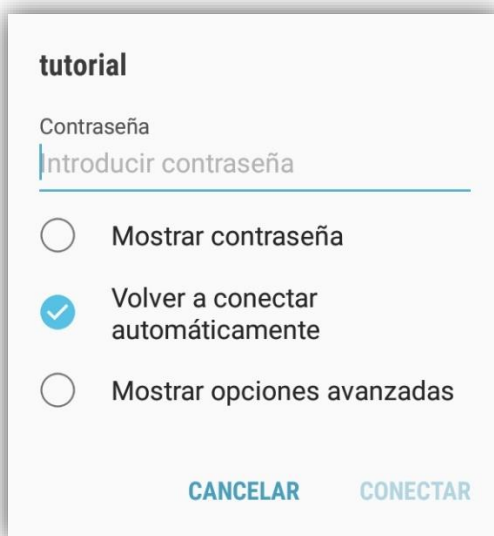 tutorial
Contraseña
Introducir contraseña
Mostrar contraseña
Volver a conectar
automáticamente
Mostrar opciones avanzadas
CANCELAR CONECTAR